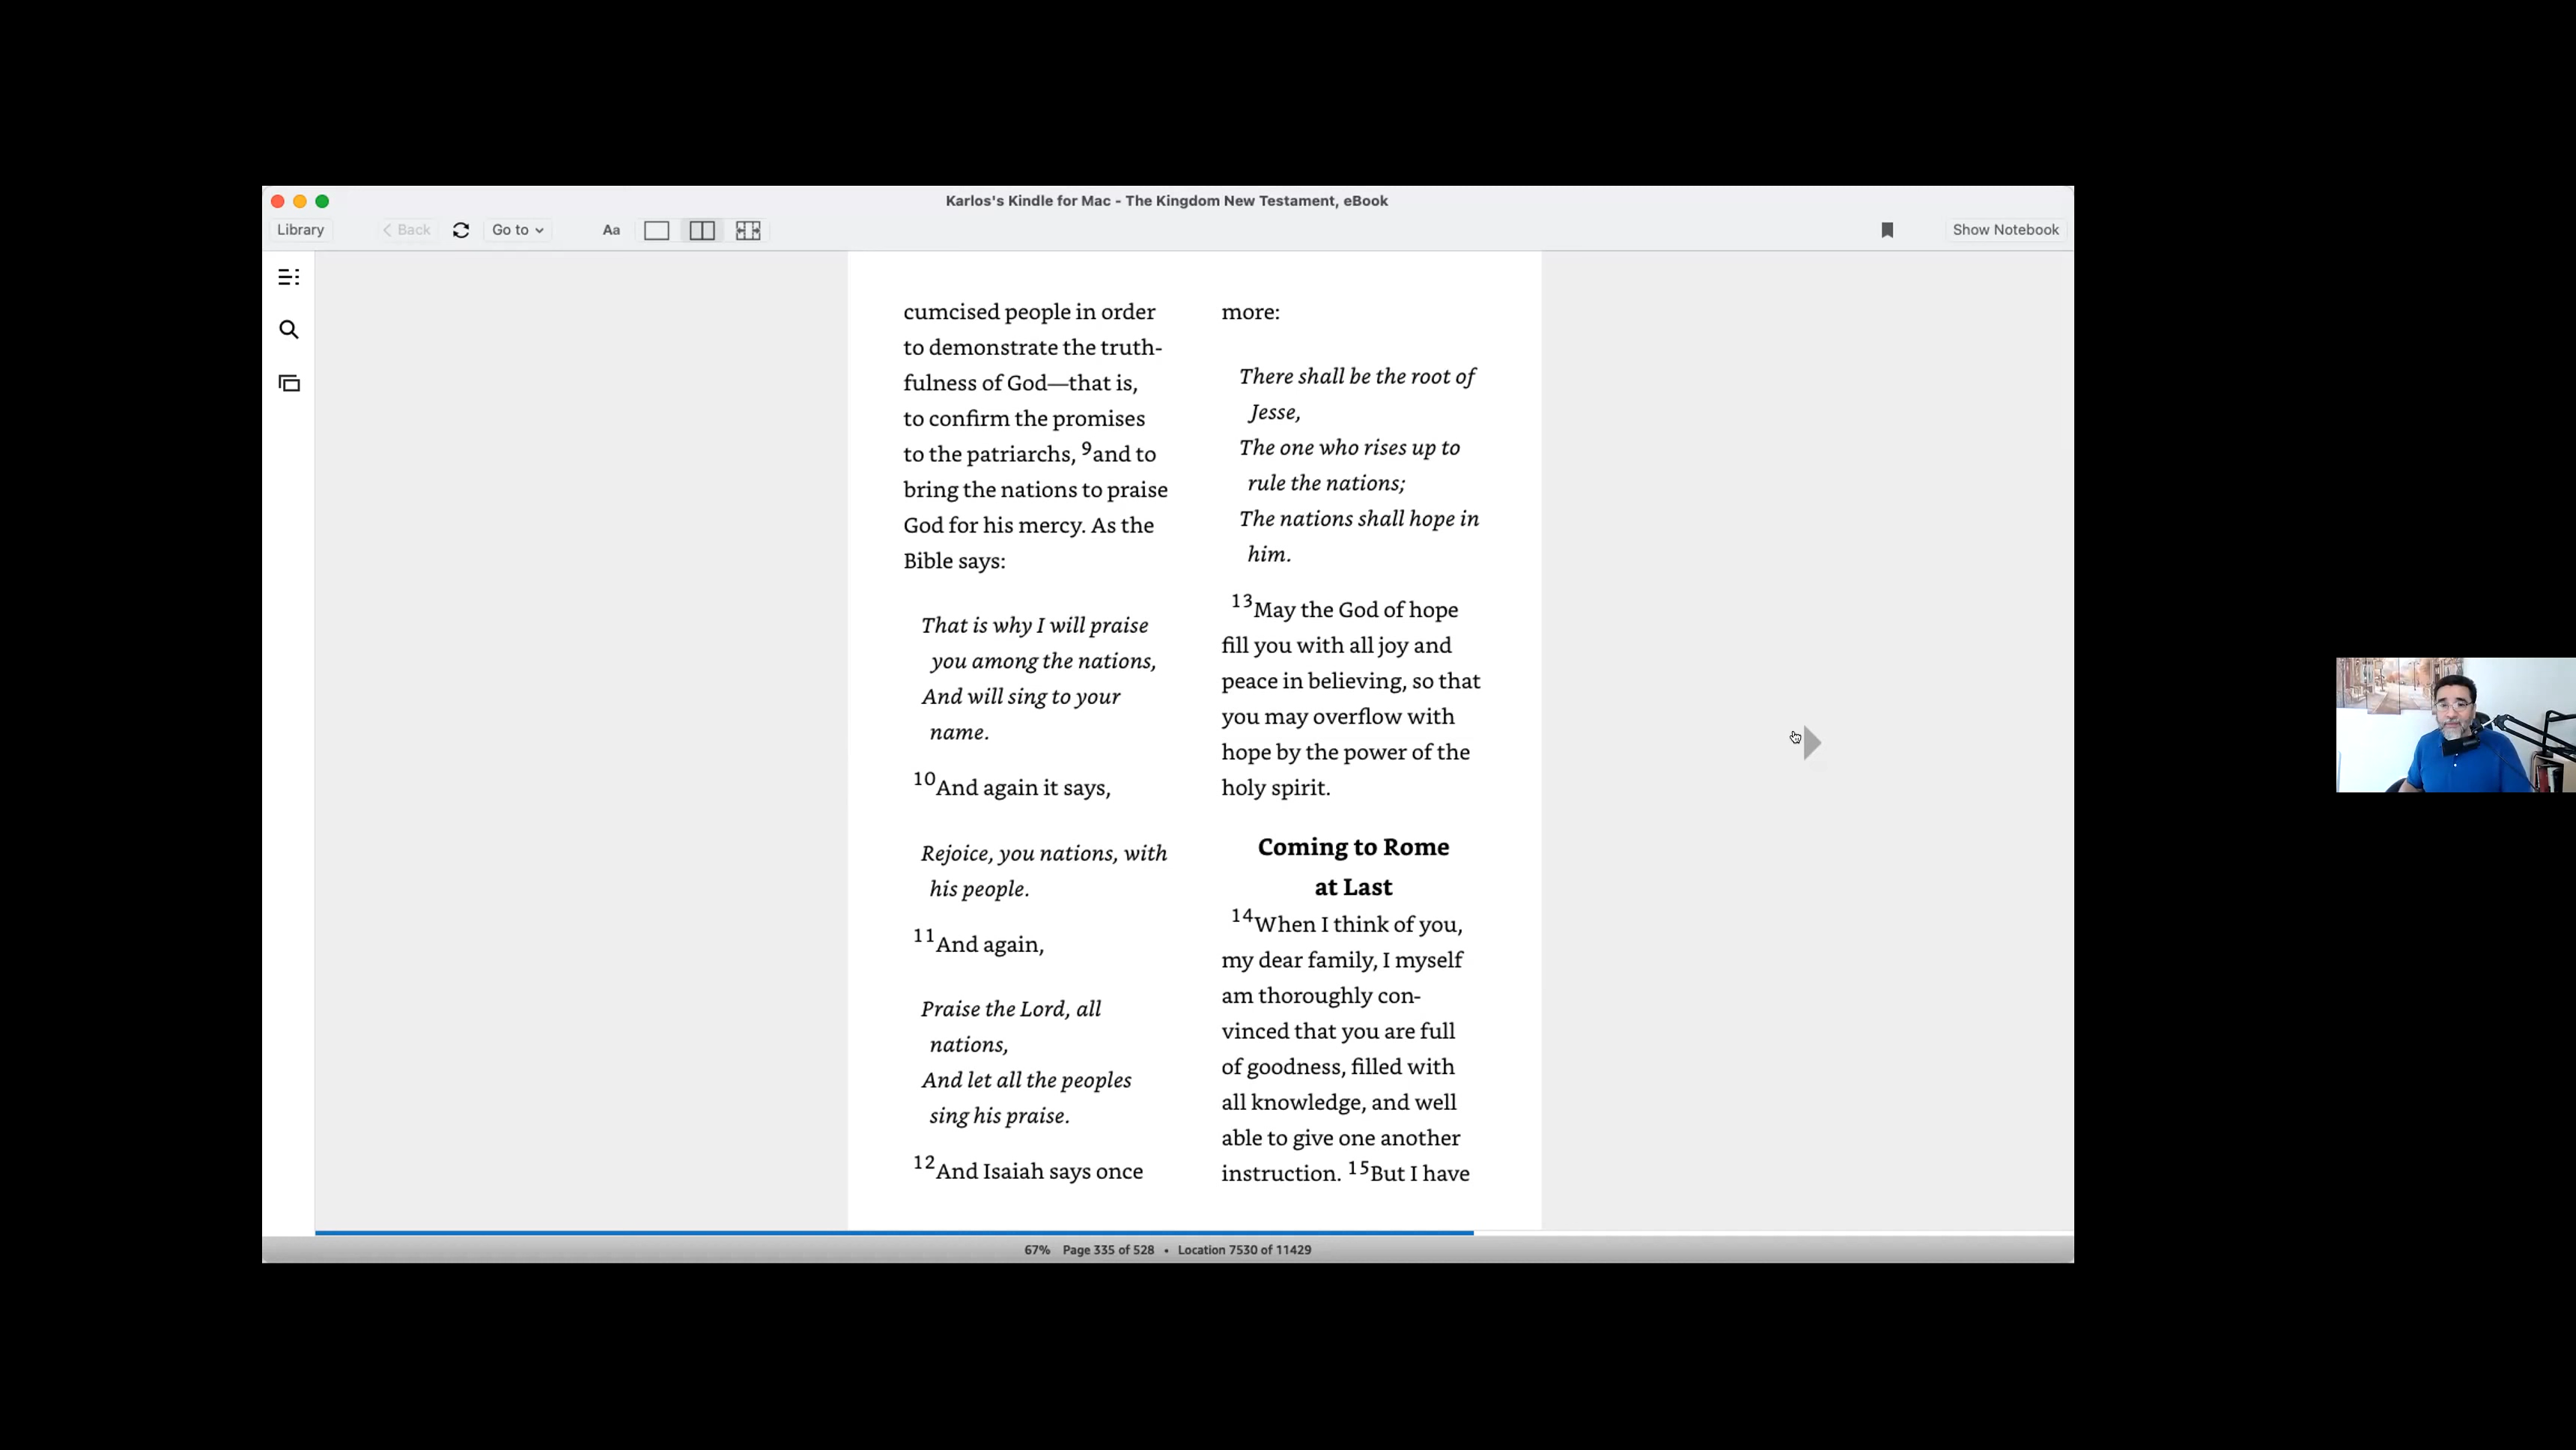 Karlos's Kindle for Mac - The Kingdom New Testament, eBook
Library
Back
Go to
Aa
Show Notebook
cumcised people in order
to demonstrate the truth-
fulness of God—that is,
to confirm the promises
to the patriarchs, 9and to
bring the nations to praise
God for his mercy. As the
Bible says:
That is why I will praise
you among the nations,
And will sing to your
name.
10And again it says,
Rejoice, you nations, with
his people.
11And again,
Praise the Lord, all
nations,
And let all the peoples
sing his praise.
12And Isaiah says once
more:
There shall be the root of
Jesse,
The one who rises up to
rule the nations;
The nations shall hope in
him.
13May the God of hope
fill you with all joy and
peace in believing, so that
you may overflow with
hope by the power of the
holy spirit.
Coming to Rome
at Last
14When I think of you,
my dear family, I myself
am thoroughly con-
vinced that you are full
of goodness, filled with
all knowledge, and well
able to give one another
instruction. 15But I have
67% Page 335 of 528 • Location 7530 of 11429